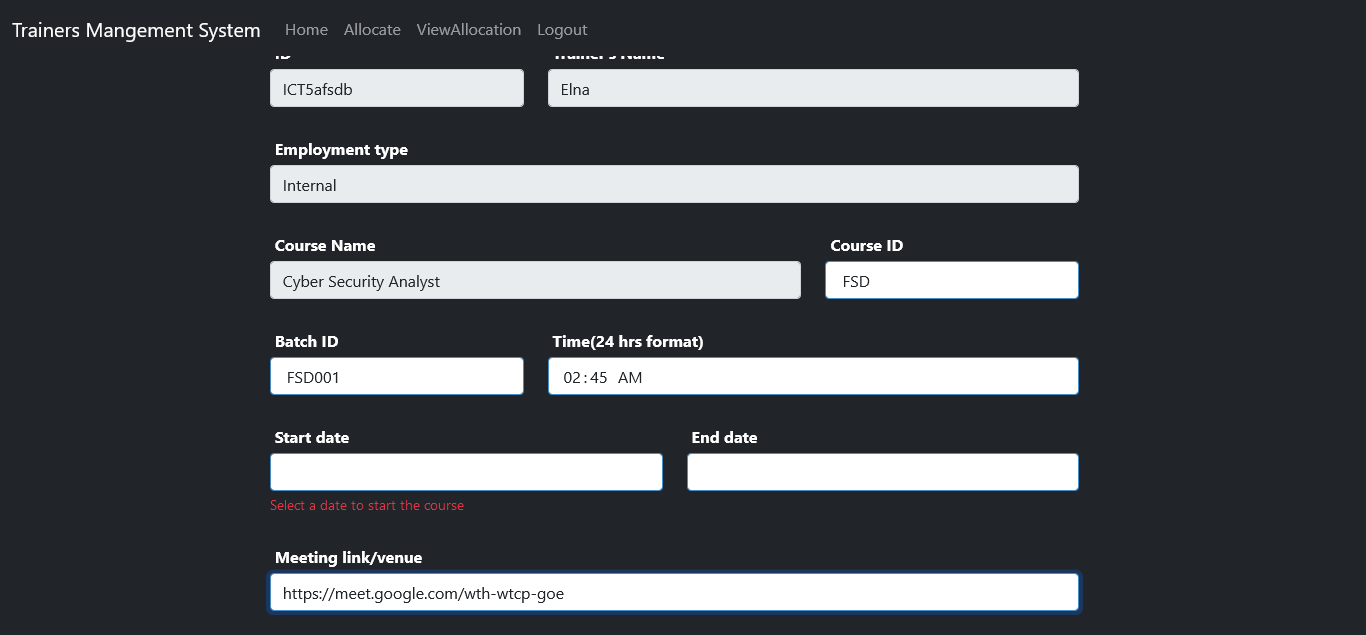 Trainers Mangement System Home Allocate ViewAllocation Logout
ID Trainer's Name
ICT5afsdb Elna
Employment type
Internal
Course Name Course ID
Cyber Security Analyst FSD
Batch ID Time(24 hrs format)
FSD001 02:45 AM
Start date End date
Select a date to start the course
Meeting link/venue
https://meet.google.com/wth-wtcp-goe